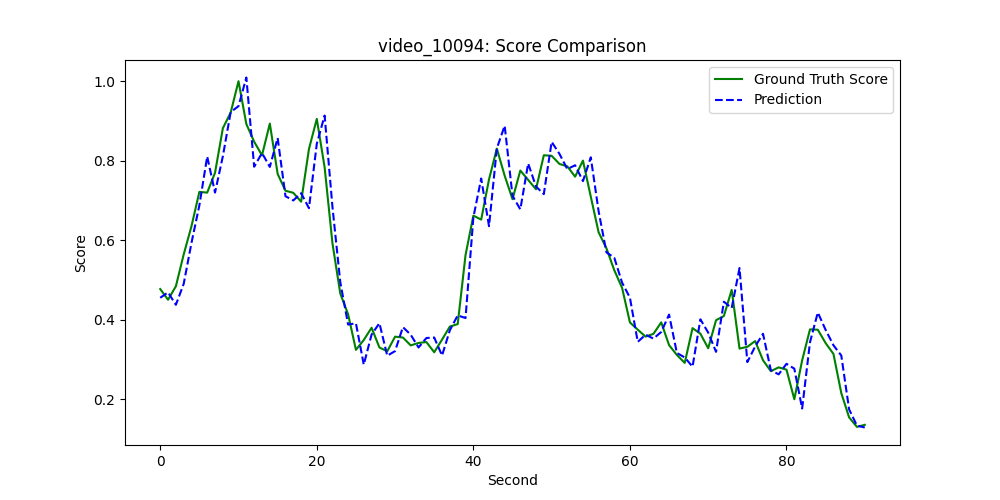 video_10094: Score Comparison
Ground Truth Score
Prediction
1.0
0.8
0.6
0.4
0.2
Score
0 20 40 60 80
Second